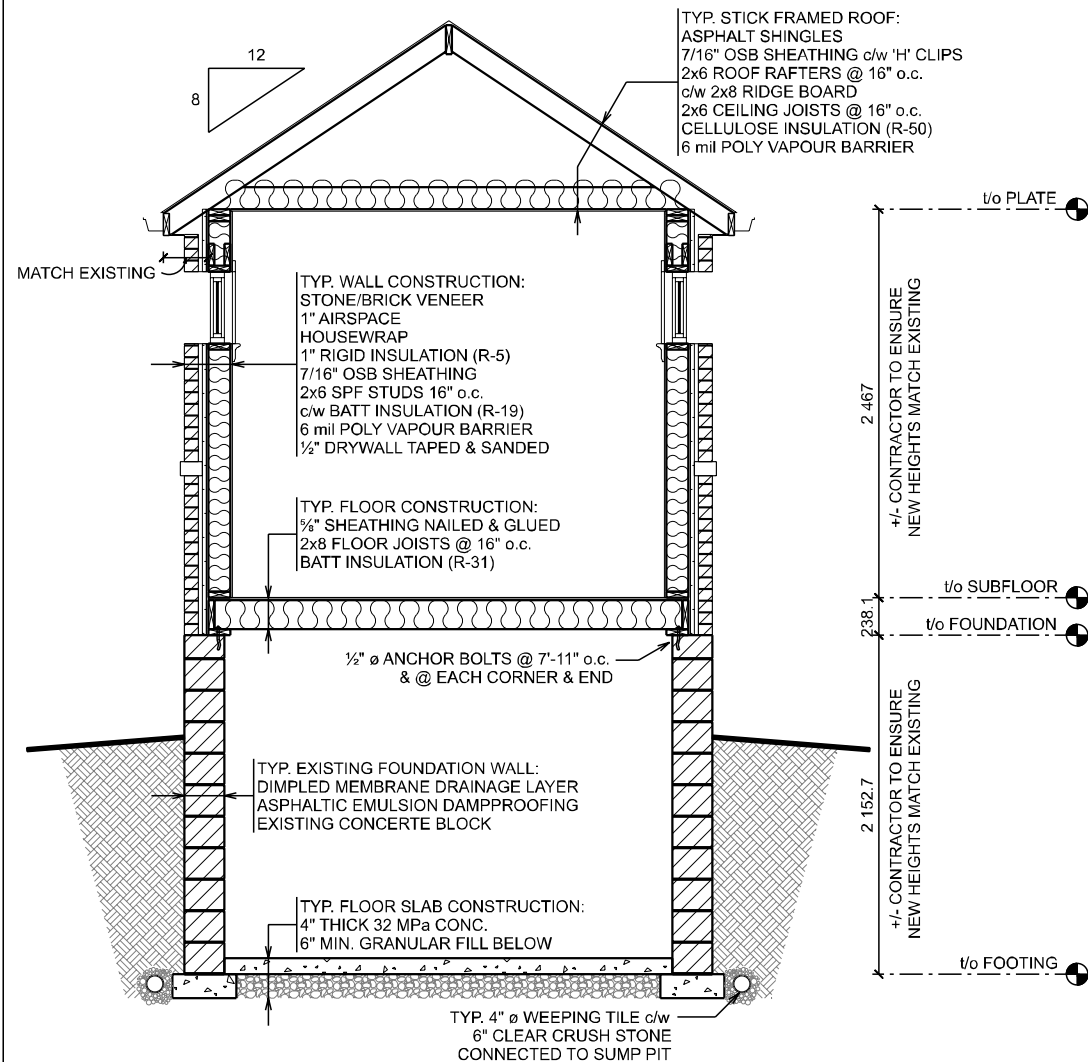 TYP. STICK FRAMED ROOF:
ASPHALT SHINGLES
7/16" OSB SHEATHING c/w 'H' CLIPS
2x6 ROOF RAFTERS @ 16" o.c.
c/w 2x8 RIDGE BOARD
2x6 CEILING JOISTS @ 16" o.c.
CELLULOSE INSULATION (R-50)
6 mil POLY VAPOUR BARRIER
12
8
t/o PLATE
MATCH EXISTING
TYP. WALL CONSTRUCTION:
STONE/BRICK VENEER
1" AIRSPACE
HOUSEWRAP
1" RIGID INSULATION (R-5)
7/16" OSB SHEATHING
2x6 SPF STUDS 16" o.c.
c/w BATT INSULATION (R-19)
6 mil POLY VAPOUR BARRIER
½" DRYWALL TAPED & SANDED
2 467
+/- CONTRACTOR TO ENSURE
NEW HEIGHTS MATCH EXISTING
TYP. FLOOR CONSTRUCTION:
⅝" SHEATHING NAILED & GLUED
2x8 FLOOR JOISTS @ 16" o.c.
BATT INSULATION (R-31)
t/o SUBFLOOR
238.1
t/o FOUNDATION
½" ø ANCHOR BOLTS @ 7'-11" o.c.
& @ EACH CORNER & END
2 152.7
+/- CONTRACTOR TO ENSURE
NEW HEIGHTS MATCH EXISTING
TYP. EXISTING FOUNDATION WALL:
DIMPLED MEMBRANE DRAINAGE LAYER
ASPHALTIC EMULSION DAMPPROOFING
EXISTING CONCERTE BLOCK
TYP. FLOOR SLAB CONSTRUCTION:
4" THICK 32 MPa CONC.
6" MIN. GRANULAR FILL BELOW
t/o FOOTING
TYP. 4" ø WEEPING TILE c/w
6" CLEAR CRUSH STONE
CONNECTED TO SUMP PIT